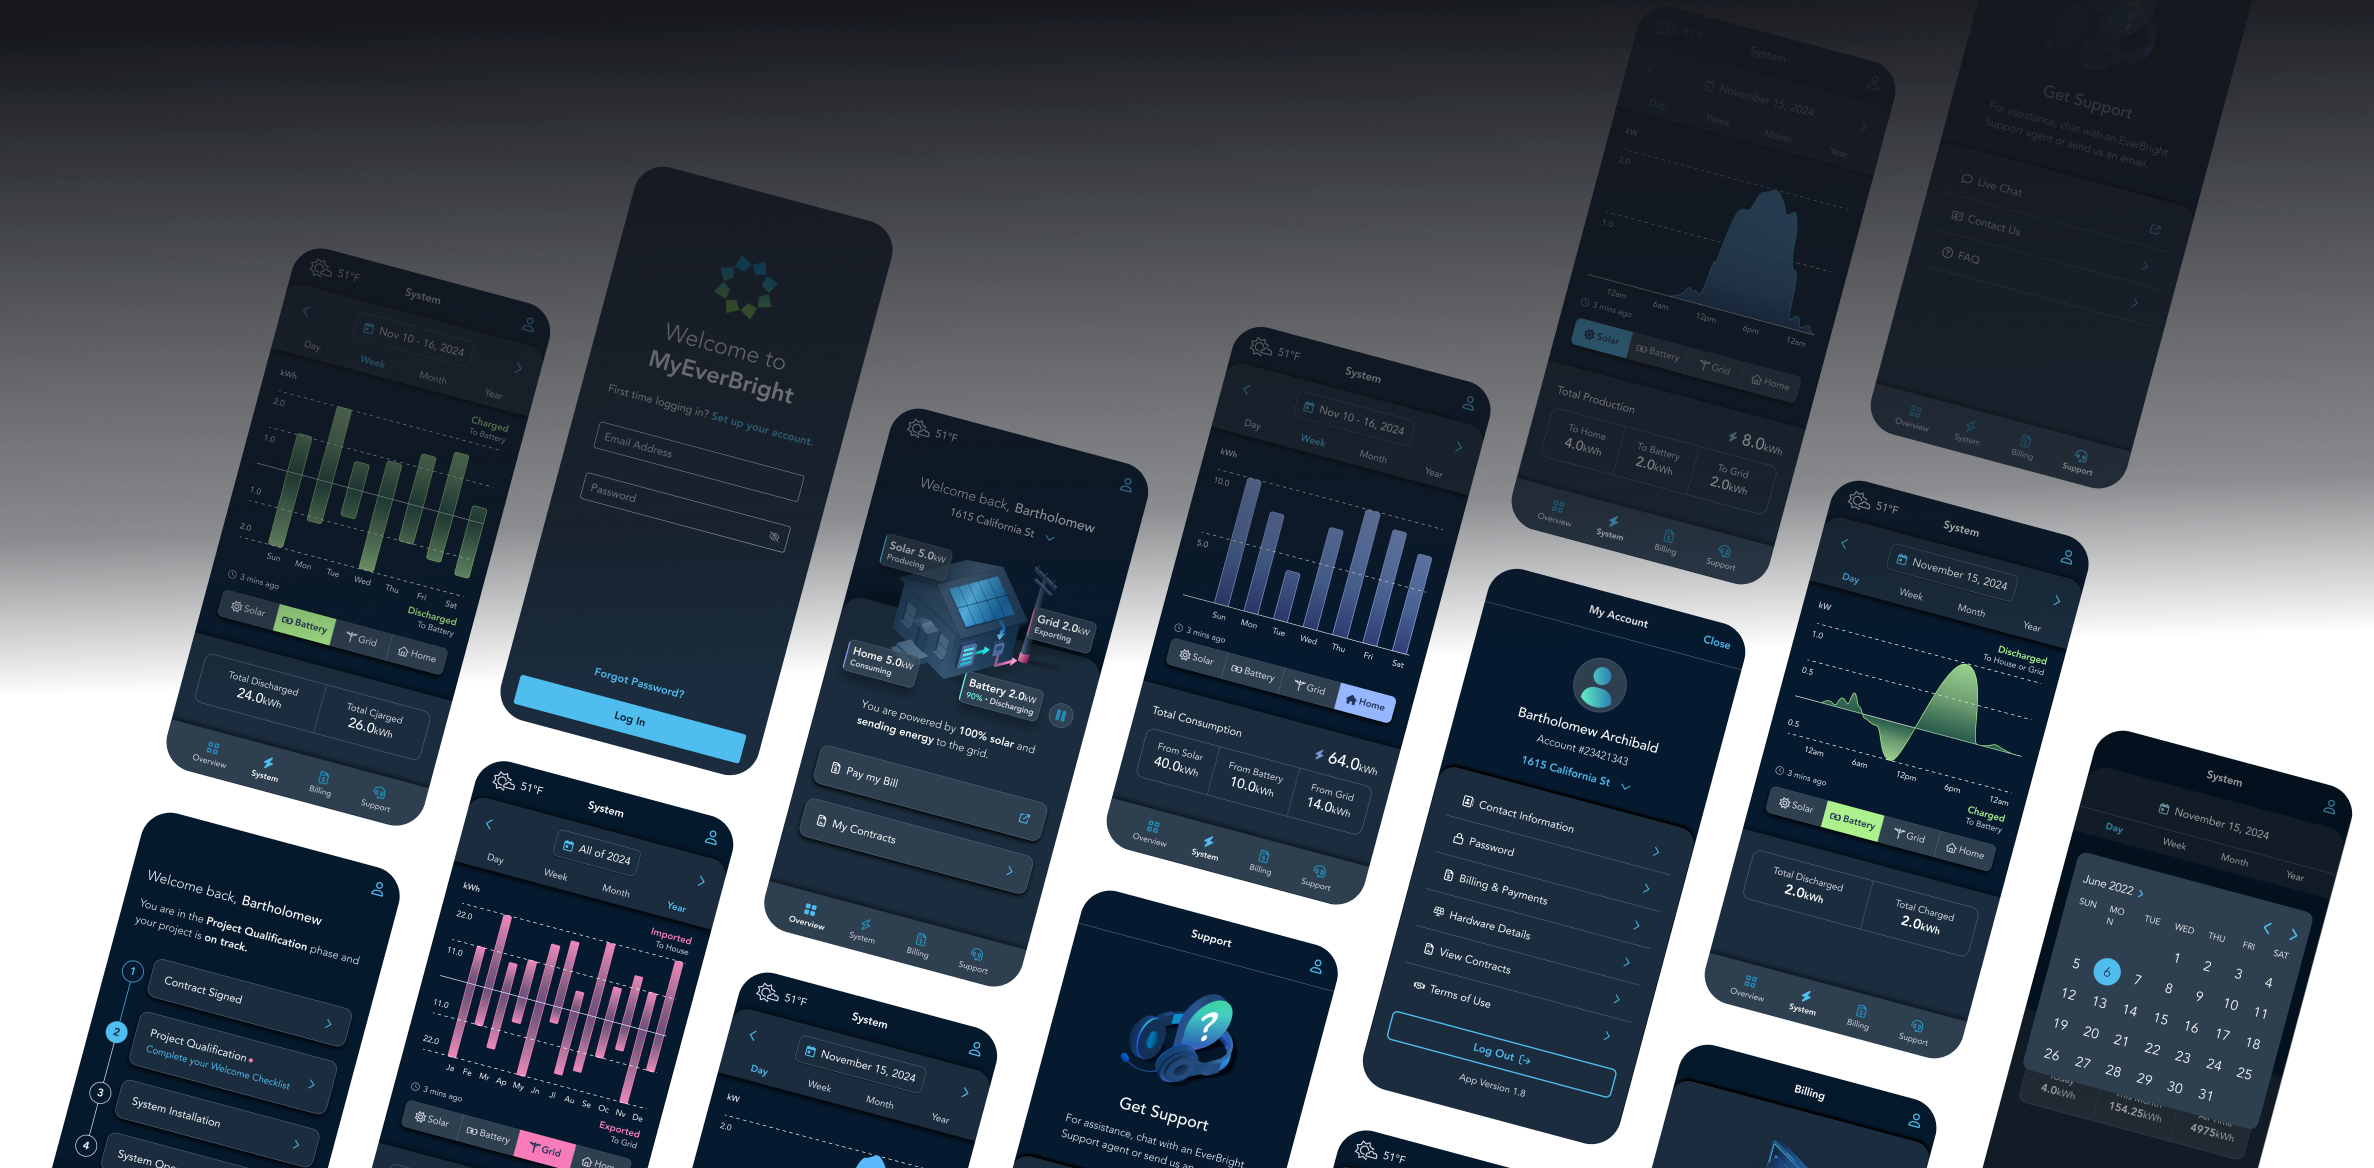 51°F
System
Nov 10 - 16, 2024
Day
Week
Month
Year
kWh
Charged
To Battery
2.0
1.0
1.0
2.0
Sun
Mon
Tue
Wed
Thu
Fri
Sat
3 mins ago
Discharged
To Battery
Solar
Battery
Grid
Home
Total Discharged
24.0kWh
Total Cjarged
26.0kWh
Overview
System
Billing
Support
Welcome to
MyEverBright
First time logging in? Set up your account.
Email Address
Password
Forgot Password?
Log In
51°F
Welcome back, Bartholomew
1615 California St
Solar 5.0kW
Producing
Grid 2.0kW
Exporting
Home 5.0kW
Consuming
Battery 2.0kW
90% • Discharging
You are powered by 100% solar and
sending energy to the grid.
Pay my Bill
My Contracts
Overview
System
Billing
Support
51°F
System
Nov 10 - 16, 2024
Day
Week
Month
Year
kWh
10.0
5.0
Sun
Mon
Tue
Wed
Thu
Fri
Sat
3 mins ago
Solar
Battery
Grid
Home
Total Consumption
64.0kWh
From Solar
40.0kWh
From Battery
10.0kWh
From Grid
14.0kWh
Overview
System
Billing
Support
51°F
System
November 15, 2024
Day
Week
Month
Year
kW
2.0
1.0
12am
6am
12pm
6pm
12am
3 mins ago
Solar
Battery
Grid
Home
Total Production
8.0kWh
To Home
4.0kWh
To Battery
2.0kWh
To Grid
2.0kWh
Overview
System
Billing
Support
Get Support
For assistance, chat with an EverBright
Support agent or send us an email.
Live Chat
Contact Us
FAQ
Overview
System
Billing
Support
My Account
Close
Bartholomew Archibald
Account #23421343
1615 California St
Contact Information
Password
Billing & Payments
Hardware Details
View Contracts
Terms of Use
Log Out
App Version 1.8
51°F
System
November 15, 2024
Day
Week
Month
Year
kW
1.0
Discharged
To House or Grid
0.5
0.5
12am
6am
12pm
6pm
12am
3 mins ago
Charged
To Battery
Solar
Battery
Grid
Home
Total Discharged
2.0kWh
Total Charged
2.0kWh
Overview
System
Billing
Support
System
November 15, 2024
Day
Week
Month
Year
June 2022
SUN
MO
N
TUE
WED
THU
FRI
SAT
1 2 3 4
5 6 7 8 9 10 11
12 13 14 15 16 17 18
19 20 21 22 23 24 25
26 27 28 29 30 31
4.0kWh
154.25kWh
4975kWh
Welcome back, Bartholomew
You are in the Project Qualification phase and
your project is on track.
1
Contract Signed
2
Project Qualification
Complete your Welcome Checklist
3
System Installation
4
51°F
System
All of 2024
Day
Week
Month
Year
kWh
22.0
Imported
To House
11.0
11.0
22.0
Ja
Fe
Mr
Ap
My
Jn
Jl
Au
Se
Oc
Nv
De
3 mins ago
Exported
To Grid
Solar
Battery
Grid
51°F
System
November 15, 2024
Day
Week
Month
Year
kW
2.0
Support
?
Get Support
For assistance, chat with an EverBright
Support agent or send us an
51°F
Billing